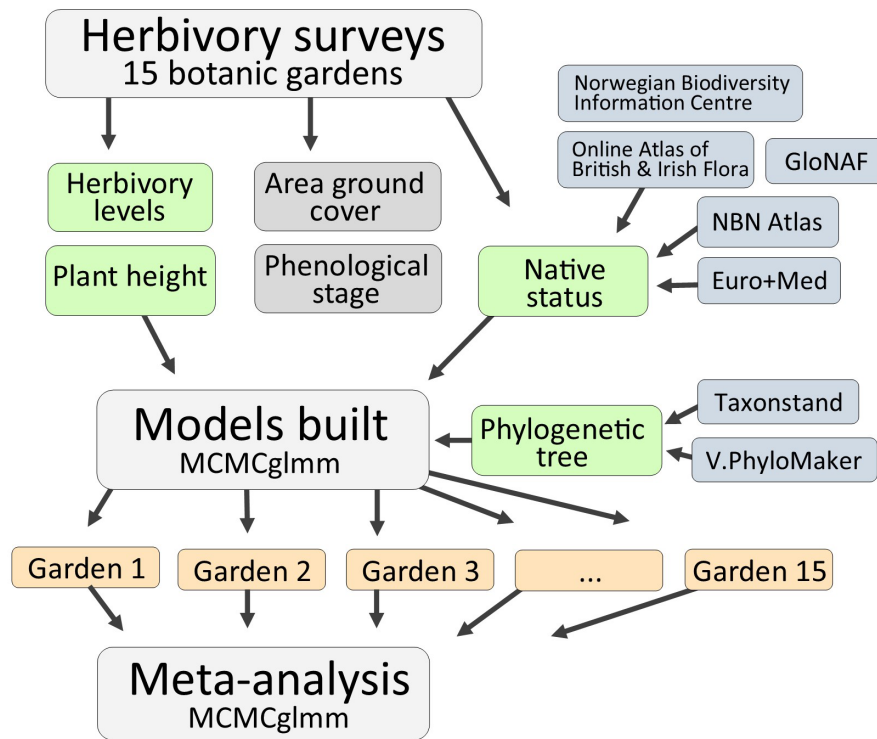 Herbivory surveys
15 botanic gardens
Norwegian Biodiversity
Information Centre
Online Atlas of
British & Irish Flora
GloNAF
Herbivory
levels
Area ground
cover
NBN Atlas
Plant height
Phenological
stage
Native
status
Euro+Med
Models built
MCMCglmm
Phylogenetic
tree
Taxonstand
V.PhyloMaker
Garden 1
Garden 2
Garden 3
...
Garden 15
Meta-analysis
MCMCglmm